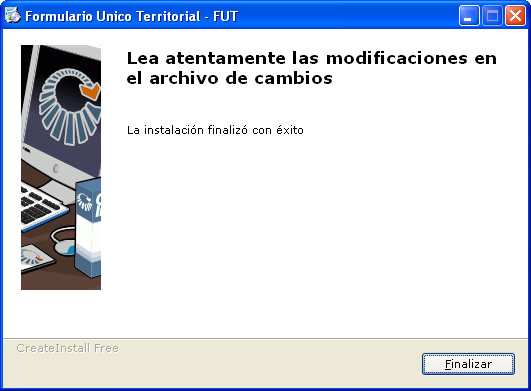 Formulario Unico Territorial - FUT
Lea atentamente las modificaciones en
el archivo de cambios
La instalación finalizó con éxito
CreateInstall Free
Finalizar